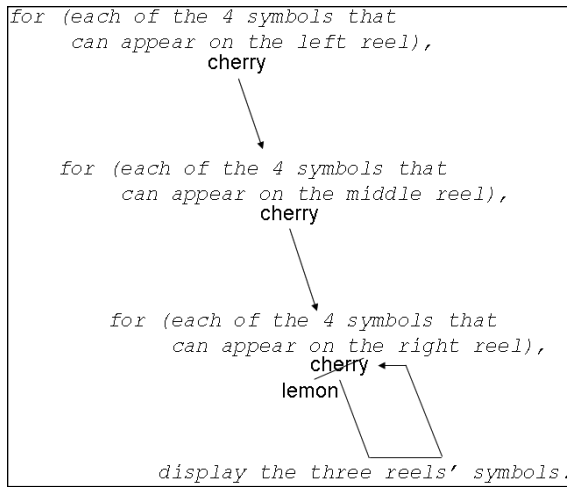 for (each of the 4 symbols that
can appear on the left reel),
cherry
for (each of the 4 symbols that
can appear on the middle reel),
cherry
for (each of the 4 symbols that
can appear on the right reel),
cherry
lemon
display the three reels' symbols.